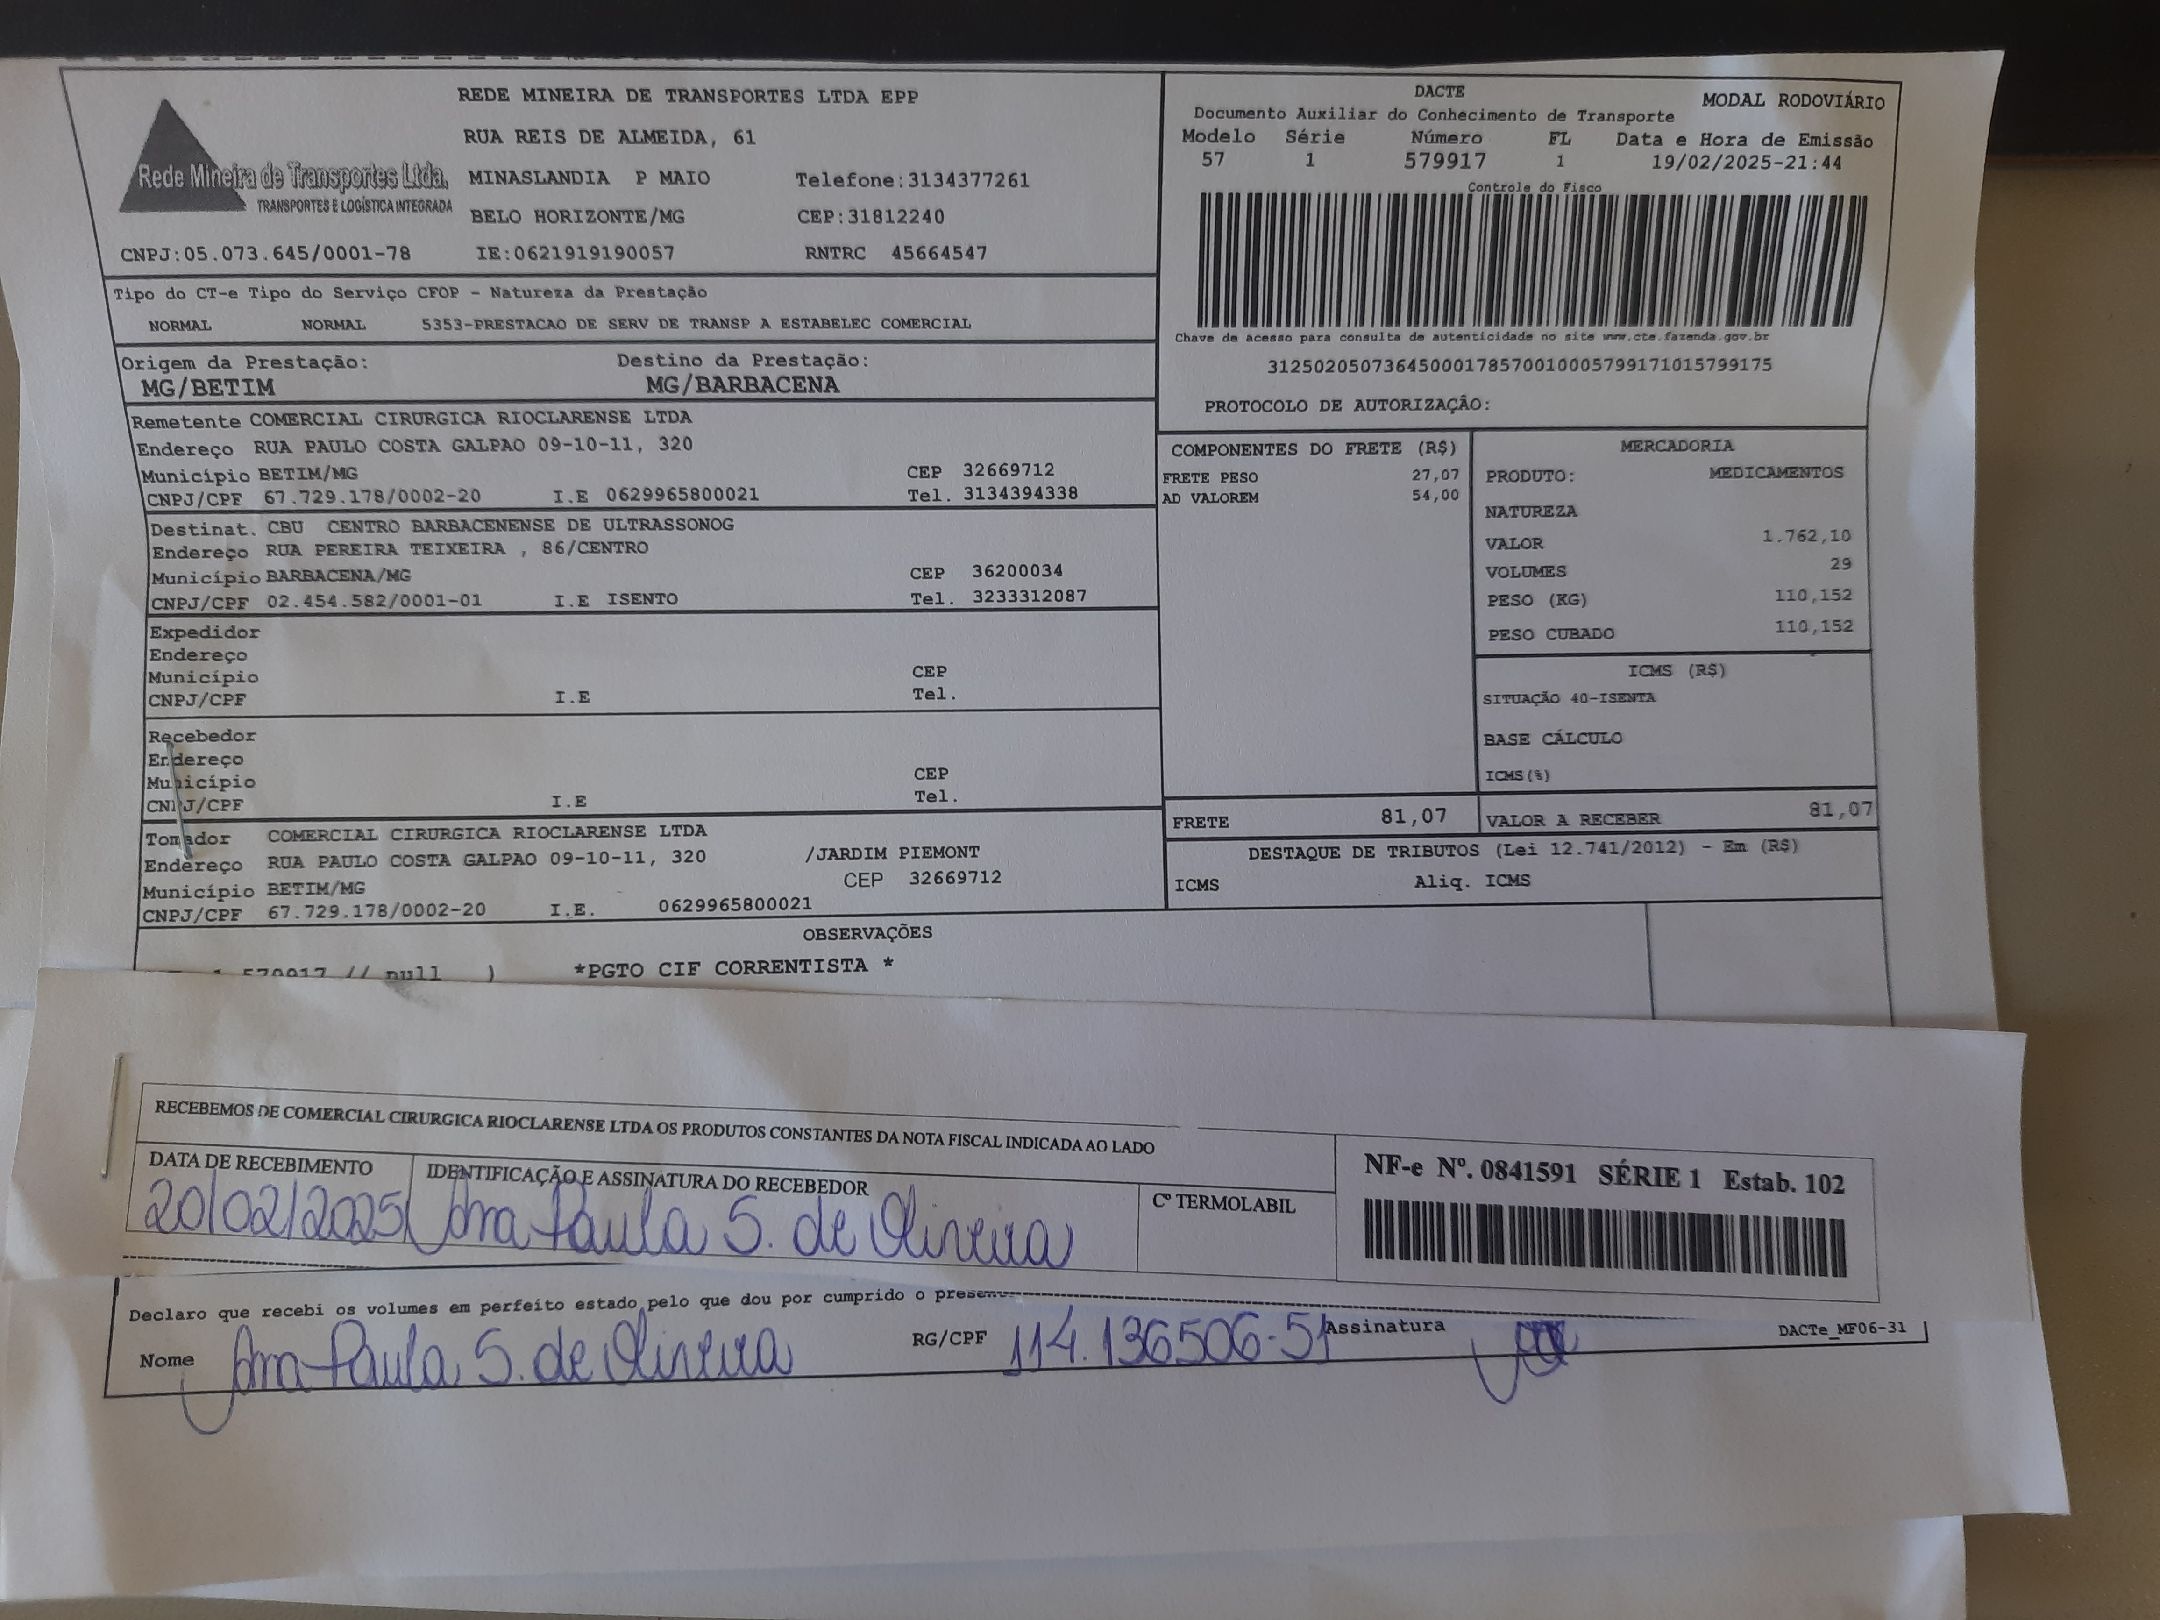 REDE MINEIRA DE TRANSPORTES LTDA EPP
RUA REIS DE ALMEIDA, 61
Rede Mineira de Transportes Ltda.
TRANSPORTES E LOGÍSTICA INTEGRADA
MINASLANDIA P MAIO Telefone:3134377261
BELO HORIZONTE/MG CEP:31812240
CNPJ:05.073.645/0001-78 IE:0621919190057 RNTRC 45664547
Tipo do CT-e Tipo do Serviço CFOP - Natureza da Prestação
NORMAL NORMAL 5353-PRESTACAO DE SERV DE TRANSP A ESTABELEC COMERCIAL
Origem da Prestação: Destino da Prestação:
MG/BETIM MG/BARBACENA
Remetente COMERCIAL CIRURGICA RIOCLARENSE LTDA
Endereço RUA PAULO COSTA GALPAO 09-10-11, 320
Município BETIM/MG CEP 32669712
CNPJ/CPF 67.729.178/0002-20 I.E 0629965800021 Tel. 3134394338
Destinat. CBU CENTRO BARBACENENSE DE ULTRASSONOG
Endereço RUA PEREIRA TEIXEIRA , 86/CENTRO
Município BARBACENA/MG CEP 36200034
CNPJ/CPF 02.454.582/0001-01 I.E ISENTO Tel. 3233312087
Expedidor
Endereço
Município CEP
CNPJ/CPF I.E Tel.
Recebedor
Endereço
Município CEP
CNPJ/CPF I.E Tel.
Tomador COMERCIAL CIRURGICA RIOCLARENSE LTDA
Endereço RUA PAULO COSTA GALPAO 09-10-11, 320 /JARDIM PIEMONT
Município BETIM/MG CEP 32669712
CNPJ/CPF 67.729.178/0002-20 I.E. 0629965800021
DACTE MODAL RODOVIÁRIO
Documento Auxiliar do Conhecimento de Transporte
Modelo Série Número FL Data e Hora de Emissão
57 1 579917 1 19/02/2025-21:44
Controle do Fisco
Chave de acesso para consulta de autenticidade no site www.cte.fazenda.gov.br
31250205073645000178570010005799171015799175
PROTOCOLO DE AUTORIZAÇÃO:
COMPONENTES DO FRETE (R$)
FRETE PESO 27,07
AD VALOREM 54,00
MERCADORIA
PRODUTO: MEDICAMENTOS
NATUREZA
VALOR 1.762,10
VOLUMES 29
PESO (KG) 110,152
PESO CUBADO 110,152
ICMS (R$)
SITUAÇÃO 40-ISENTA
BASE CÁLCULO
ICMS(%)
FRETE 81,07 VALOR A RECEBER 81,07
DESTAQUE DE TRIBUTOS (Lei 12.741/2012) - Em (R$)
ICMS Aliq. ICMS
OBSERVAÇÕES
1 579917 // null ) *PGTO CIF CORRENTISTA *
RECEBEMOS DE COMERCIAL CIRURGICA RIOCLARENSE LTDA OS PRODUTOS CONSTANTES DA NOTA FISCAL INDICADA AO LADO
DATA DE RECEBIMENTO IDENTIFICAÇÃO E ASSINATURA DO RECEBEDOR Cº TERMOLABIL
20/02/2025 Ana Paula S. de Oliveira
NF-e Nº. 0841591 SÉRIE 1 Estab. 102
Declaro que recebi os volumes em perfeito estado pelo que dou por cumprido o
Nome Ana Paula S. de Oliveira RG/CPF 114.136506-51 Assinatura DACTe_MF06-31